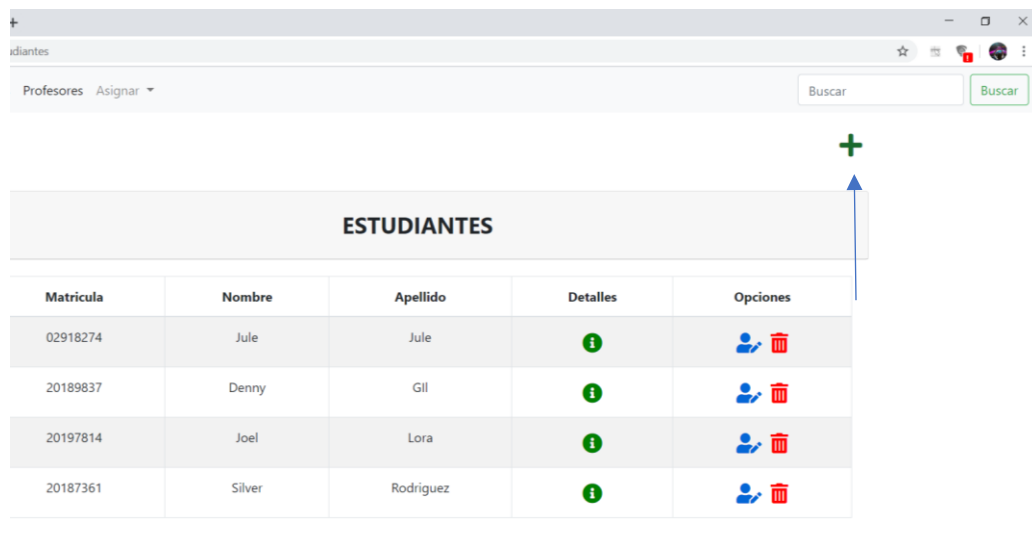 udiantes
Profesores Asignar Buscar Buscar
ESTUDIANTES
Matricula Nombre Apellido Detalles Opciones
02918274 Jule Jule
20189837 Denny GIl
20197814 Joel Lora
20187361 Silver Rodriguez